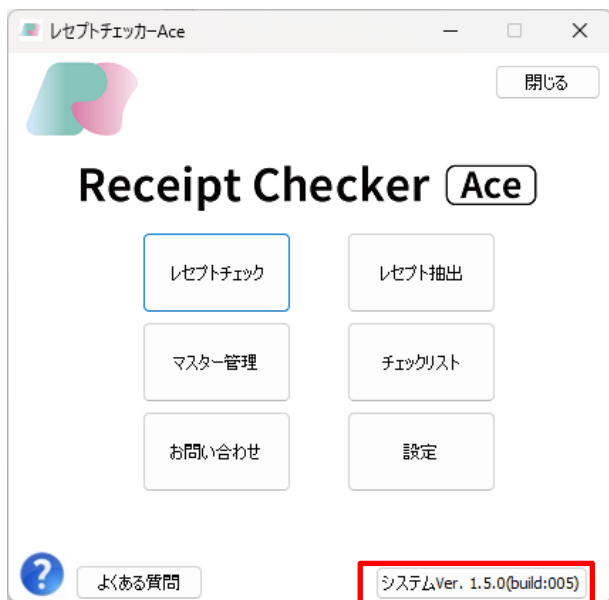 レセプトチェッカーAce
閉じる
Receipt Checker Ace
レセプトチェック
レセプト抽出
マスター管理
チェックリスト
お問い合わせ
設定
?
よくある質問
システムVer. 1.5.0(build:005)